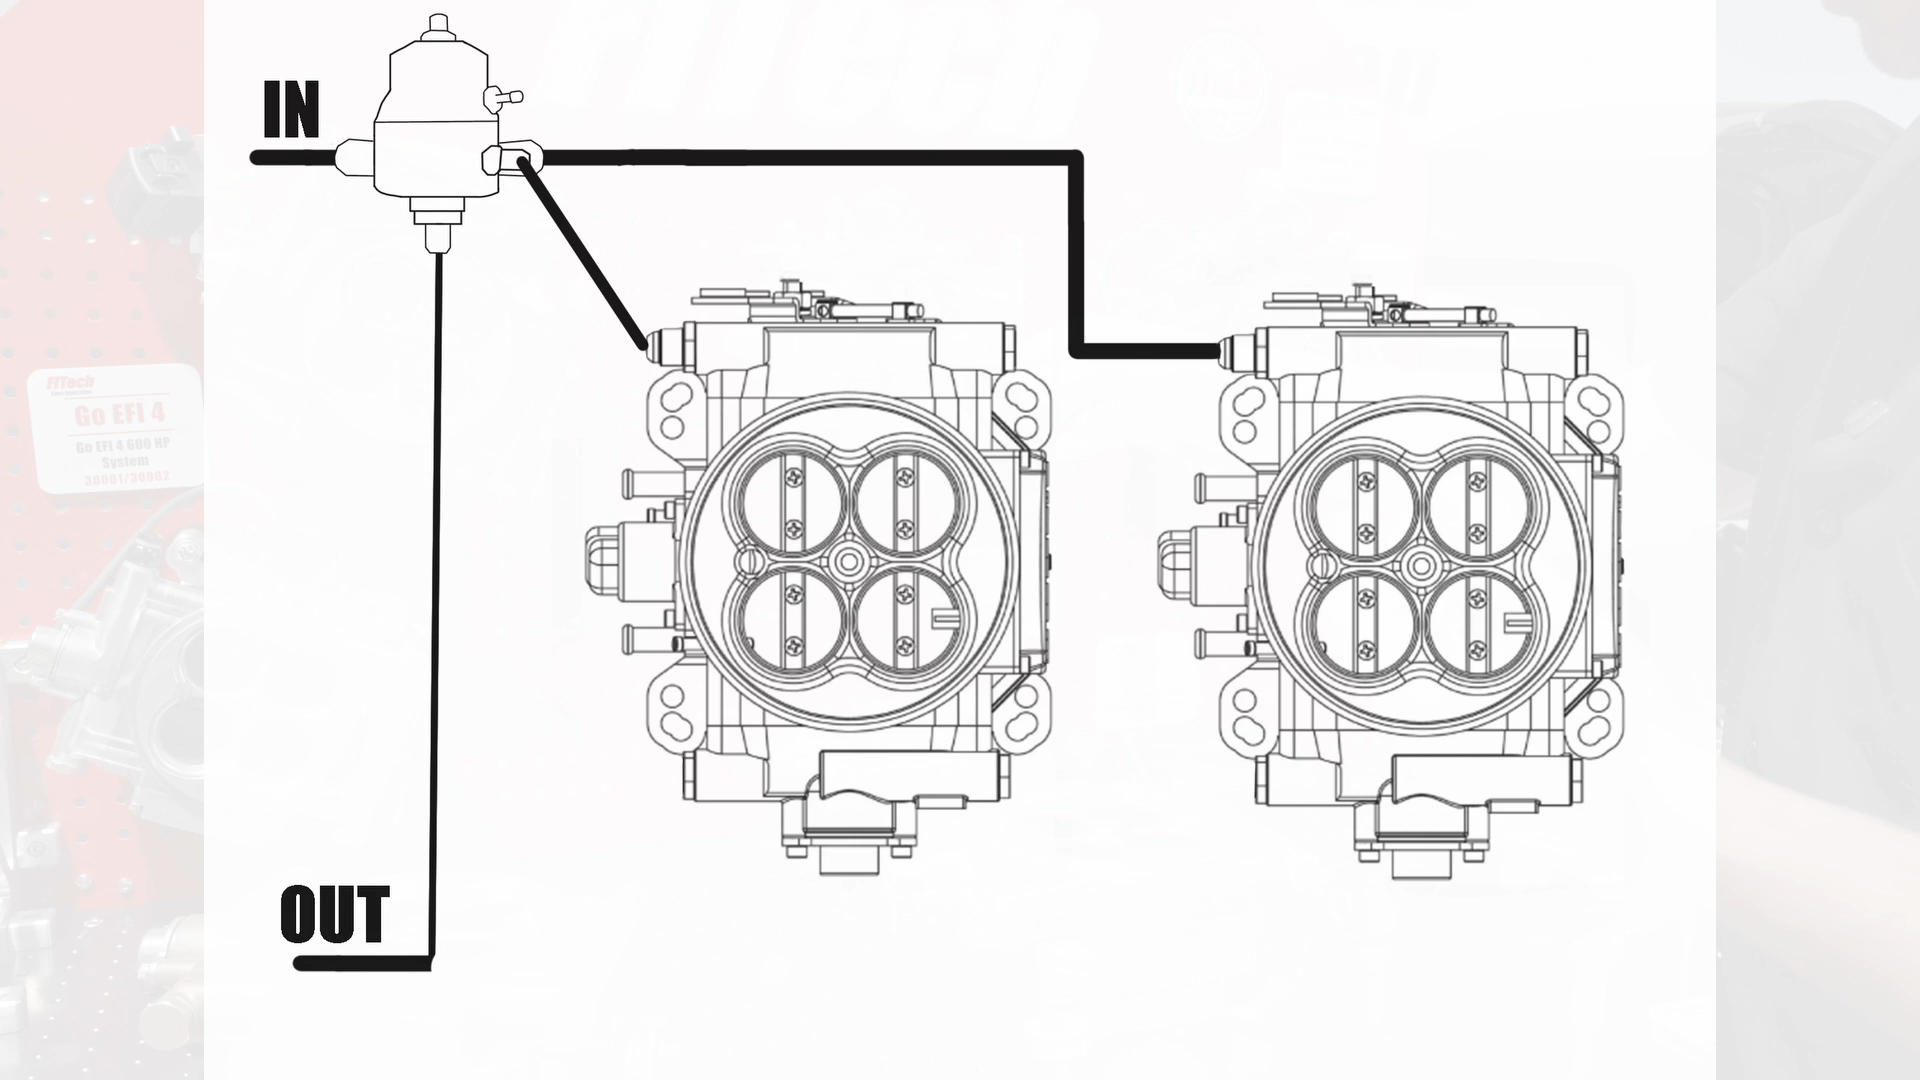 IN
FiTech
Go EFI 4
Go EFI 4 600 HP
System
30001/30002
OUT